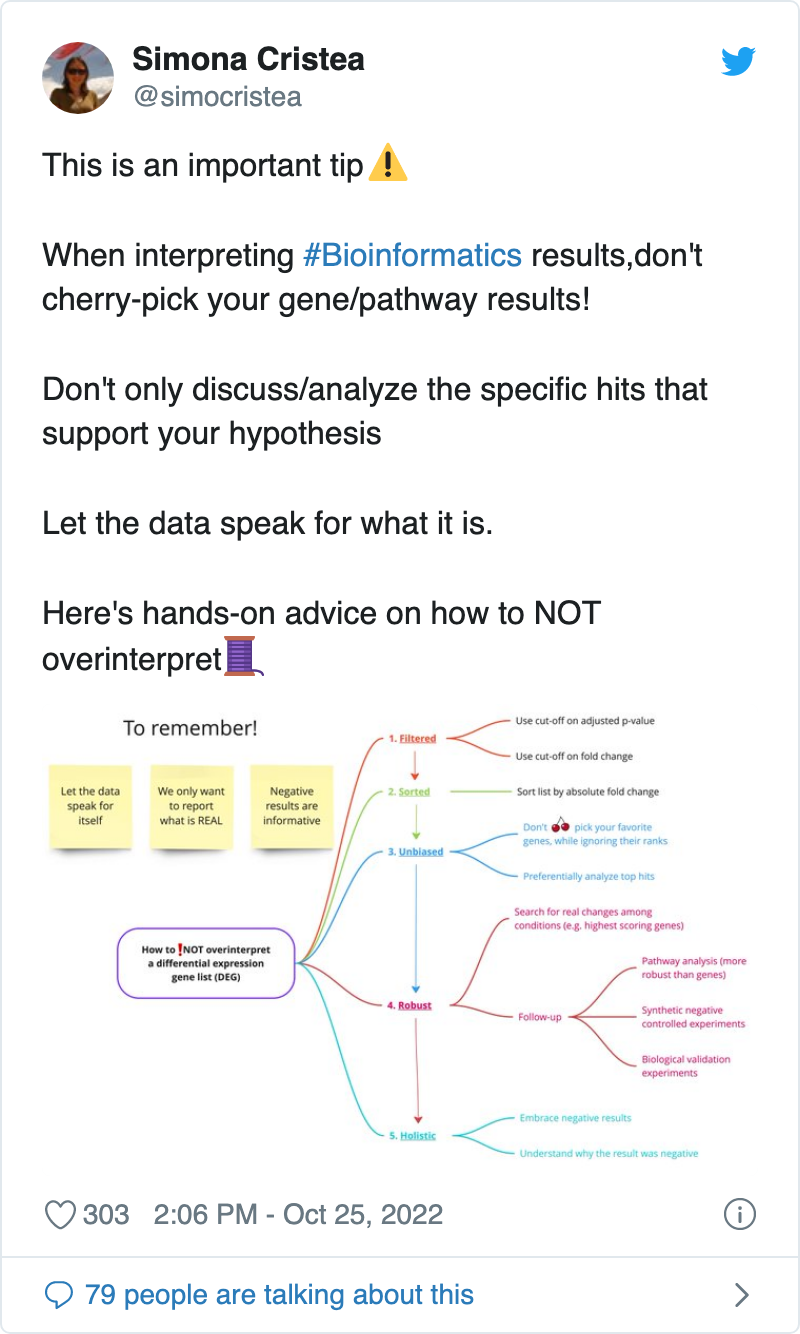 Simona Cristea
@simocristea
This is an important tip⚠️
When interpreting #Bioinformatics results,don't
cherry-pick your gene/pathway results!
Don't only discuss/analyze the specific hits that
support your hypothesis
Let the data speak for what it is.
Here's hands-on advice on how to NOT
overinterpret🧵
To remember!
Let the data
speak for
itself
We only want
to report
what is REAL
Negative
results are
informative
How to ❗NOT overinterpret
a differential expression
gene list (DEG)
1. Filtered
Use cut-off on adjusted p-value
Use cut-off on fold change
2. Sorted
Sort list by absolute fold change
3. Unbiased
Don't 🍒 pick your favorite
genes, while ignoring their ranks
Preferentially analyze top hits
4. Robust
Search for real changes among
conditions (e.g. highest scoring genes)
Follow-up
Pathway analysis (more
robust than genes)
Synthetic negative
controlled experiments
Biological validation
experiments
5. Holistic
Embrace negative results
Understand why the result was negative
303 2:06 PM - Oct 25, 2022
79 people are talking about this